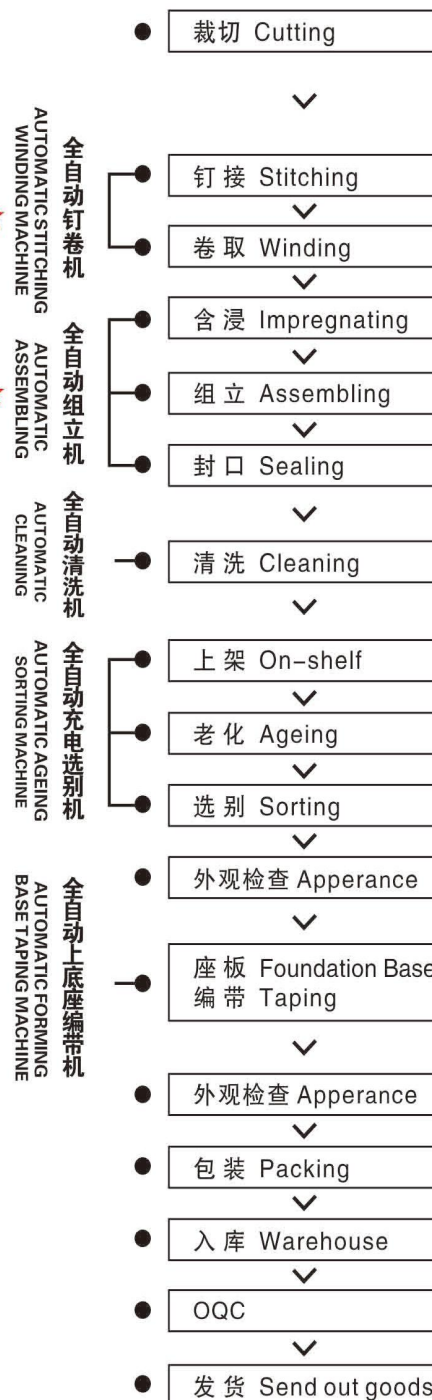 裁切 Cutting
全自动钉卷机
AUTOMATIC STITCHING
WINDING MACHINE
钉接 Stitching
卷取 Winding
全自动组立机
AUTOMATIC
ASSEMBLING
含浸 Impregnating
组立 Assembling
封口 Sealing
全自动清洗机
AUTOMATIC
CLEANING
清洗 Cleaning
全自动充电选别机
AUTOMATIC AGEING
SORTING MACHINE
上架 On-shelf
老化 Ageing
选别 Sorting
外观检查 Apperance
全自动上底座编带机
AUTOMATIC FORMING
BASE TAPING MACHINE
座板 Foundation Base
编带 Taping
外观检查 Apperance
包装 Packing
入库 Warehouse
OQC
发货 Send out goods